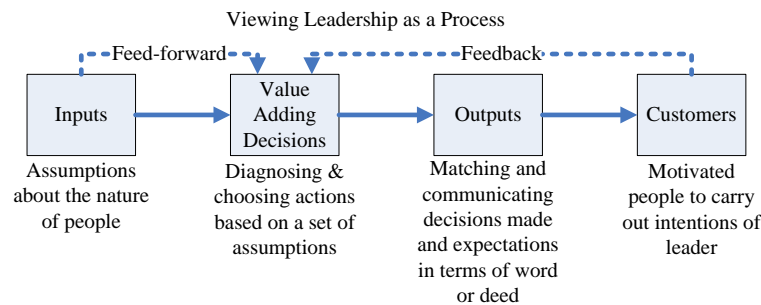 Viewing Leadership as a Process
Feed-forward
Feedback
Inputs
Value
Adding
Decisions
Outputs
Customers
Assumptions
about the nature
of people
Diagnosing &
choosing actions
based on a set of
assumptions
Matching and
communicating
decisions made
and expectations
in terms of word
or deed
Motivated
people to carry
out intentions of
leader